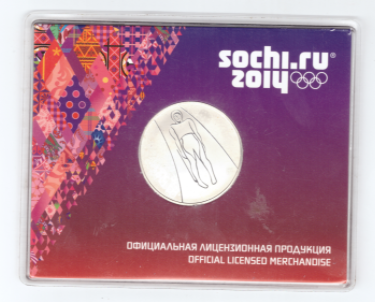 sochi.ru
2014
ОФИЦИАЛЬНАЯ ЛИЦЕНЗИОННАЯ ПРОДУКЦИЯ
OFFICIAL LICENSED MERCHANDISE